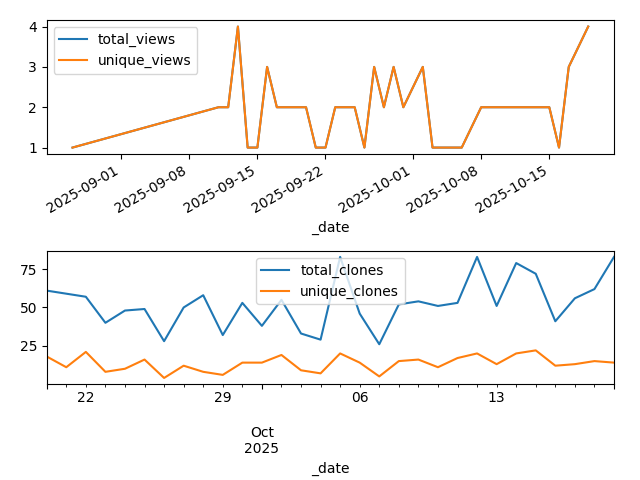 4
3
2
1
total_views
unique_views
2025-09-01
2025-09-08
2025-09-15
2025-09-22
2025-10-01
2025-10-08
2025-10-15
_date
75
50
25
total_clones
unique_clones
22
29
06
13
Oct
2025
_date